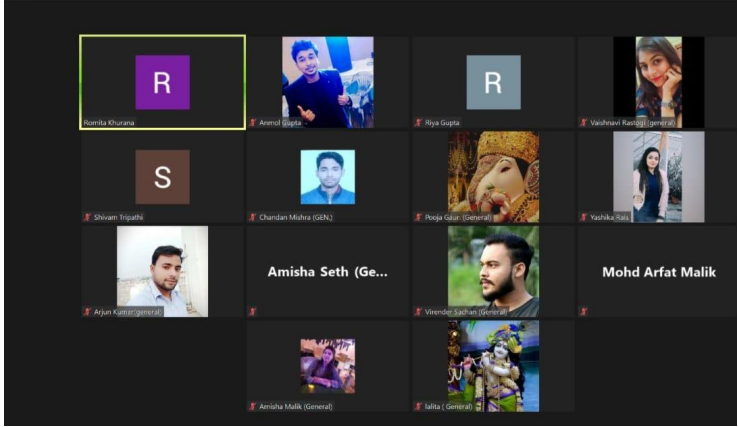 R
Romita Khurana
Anmol Gupta
R
Riya Gupta
Vaishnavi Rastogi (general)
S
Shivam Tripathi
Chandan Mishra (GEN.)
Pooja Gaur (General)
Yashika Rais
Arjun Kumar(general)
Amisha Seth (Ge...
Virender Sachan (General)
Mohd Arfat Malik
Amisha Malik (General)
lalita ( General)